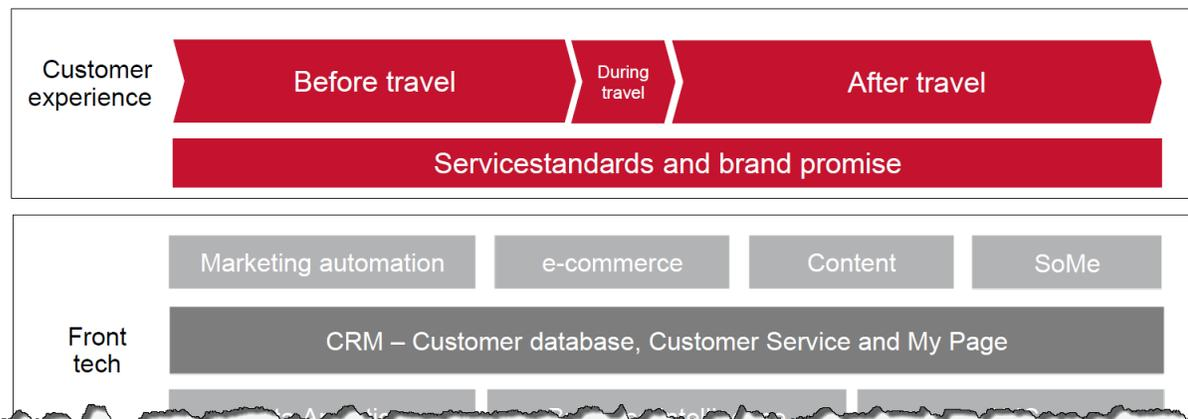 Customer
experience
Before travel
During
travel
After travel
Servicestandards and brand promise
Marketing automation
e-commerce
Content
SoMe
Front
tech
CRM – Customer database, Customer Service and My Page